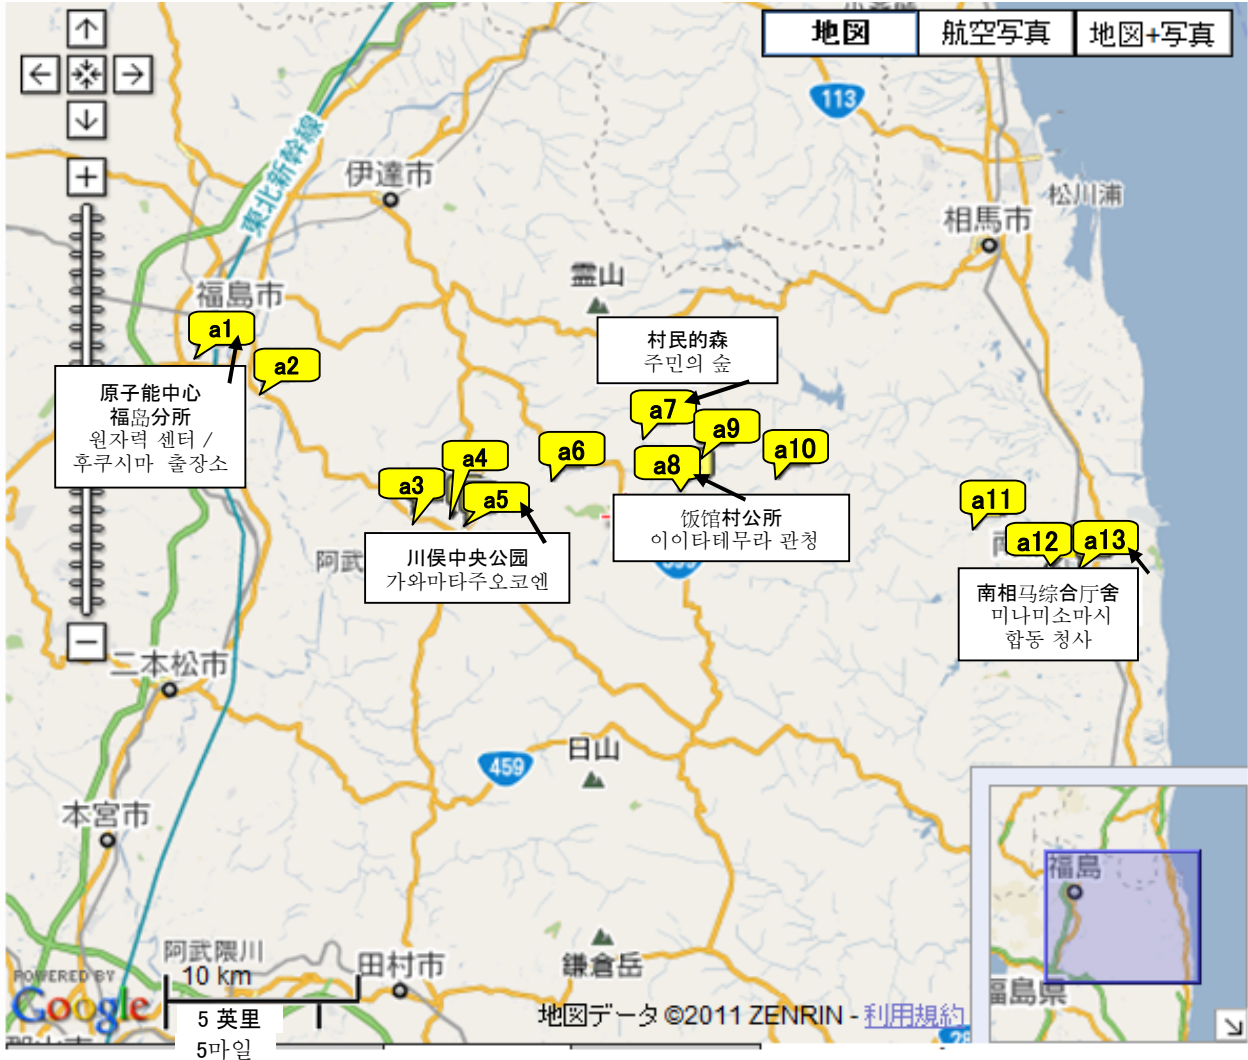 地図
航空写真
地図+写真
113
東北新幹線
伊達市
松川浦
相馬市
霊山
福島市
a1
a2
村民的森
주민의 숲
原子能中心
福岛分所
원자력 센터 /
후쿠시마 출장소
a7
a9
a4
a6
a8
a10
a3
a5
a11
饭馆村公所
이이타테무라 관청
a12
a13
川俣中央公园
가와마타주오코엔
阿武
南相马综合厅舍
미나미소마시
합동 청사
二本松市
日山
459
本宮市
福島
阿武隈川
田村市
鎌倉岳
福島県
POWERED BY
Google
10 km
5 英里
5마일
地図データ ©2011 ZENRIN - 利用規約